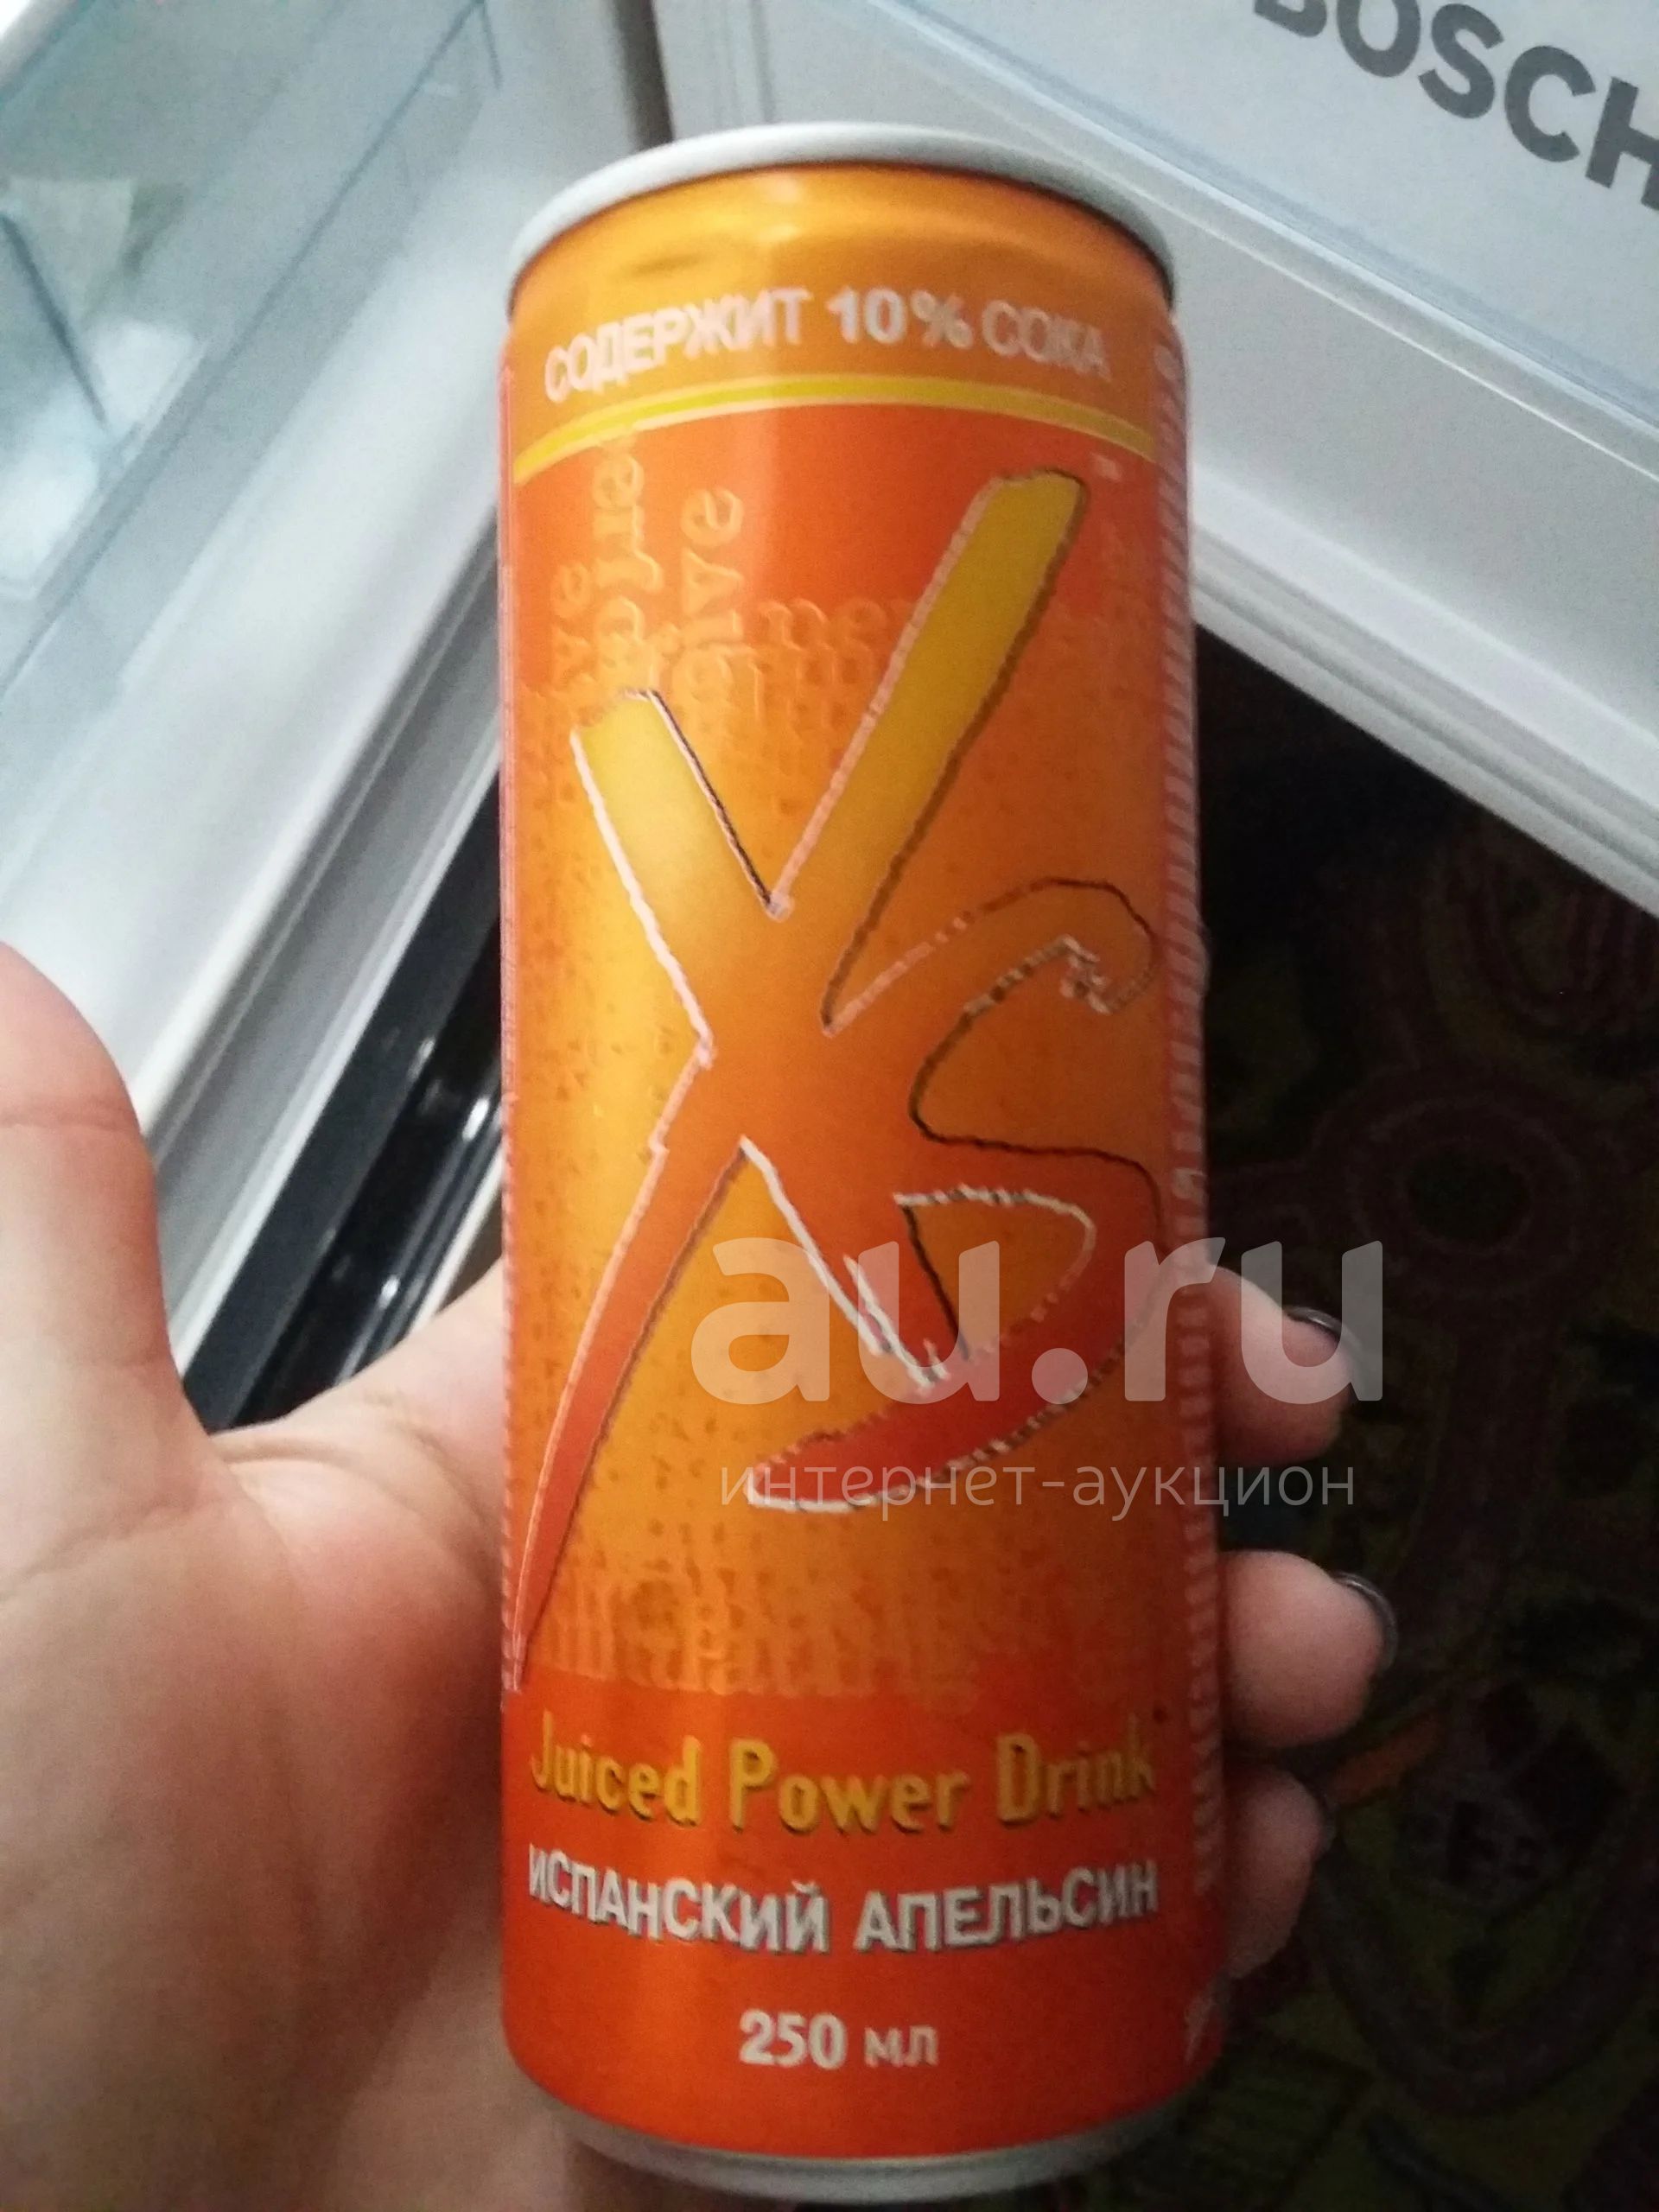 BOSCH
СОДЕРЖИТ 10% СОКА
XS
au.ru
интернет-аукцион
Juiced Power Drink
ИСПАНСКИЙ АПЕЛЬСИН
250 мл